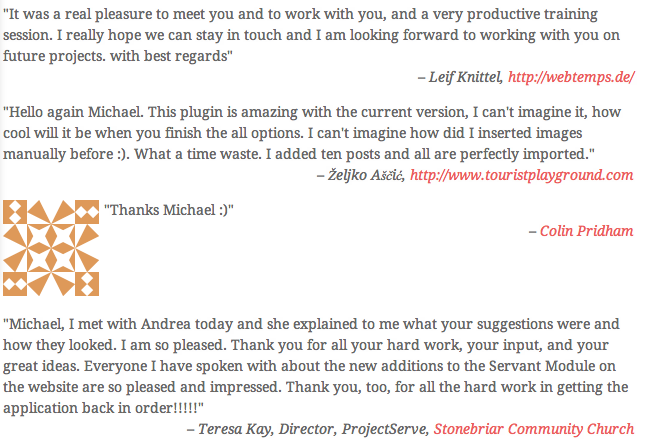 "It was a real pleasure to meet you and to work with you, and a very productive training
session. I really hope we can stay in touch and I am looking forward to working with you on
future projects. with best regards"
– Leif Knittel, http://webtemps.de/
"Hello again Michael. This plugin is amazing with the current version, I can't imagine it, how
cool will it be when you finish the all options. I can't imagine how did I inserted images
manually before :). What a time waste. I added ten posts and all are perfectly imported."
– Željko Aščić, http://www.touristplayground.com
"Thanks Michael :)"
– Colin Pridham
"Michael, I met with Andrea today and she explained to me what your suggestions were and
how they looked. I am so pleased. Thank you for all your hard work, your input, and your
great ideas. Everyone I have spoken with about the new additions to the Servant Module on
the website are so pleased and impressed. Thank you, too, for all the hard work in getting the
application back in order!!!!!"
– Teresa Kay, Director, ProjectServe, Stonebriar Community Church